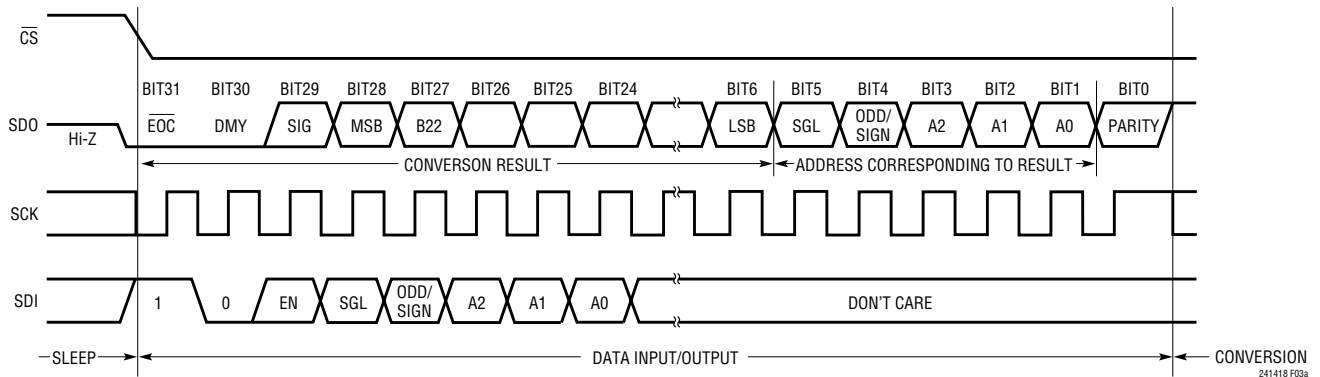 CS
BIT31 BIT30 BIT29 BIT28 BIT27 BIT26 BIT25 BIT24 BIT6 BIT5 BIT4 BIT3 BIT2 BIT1 BIT0
SDO Hi-Z EOC DMY SIG MSB B22 LSB SGL ODD/SIGN A2 A1 A0 PARITY
CONVERSON RESULT ADDRESS CORRESPONDING TO RESULT
SCK
SDI 1 0 EN SGL ODD/SIGN A2 A1 A0 DON'T CARE
SLEEP DATA INPUT/OUTPUT CONVERSION
241418 F03a